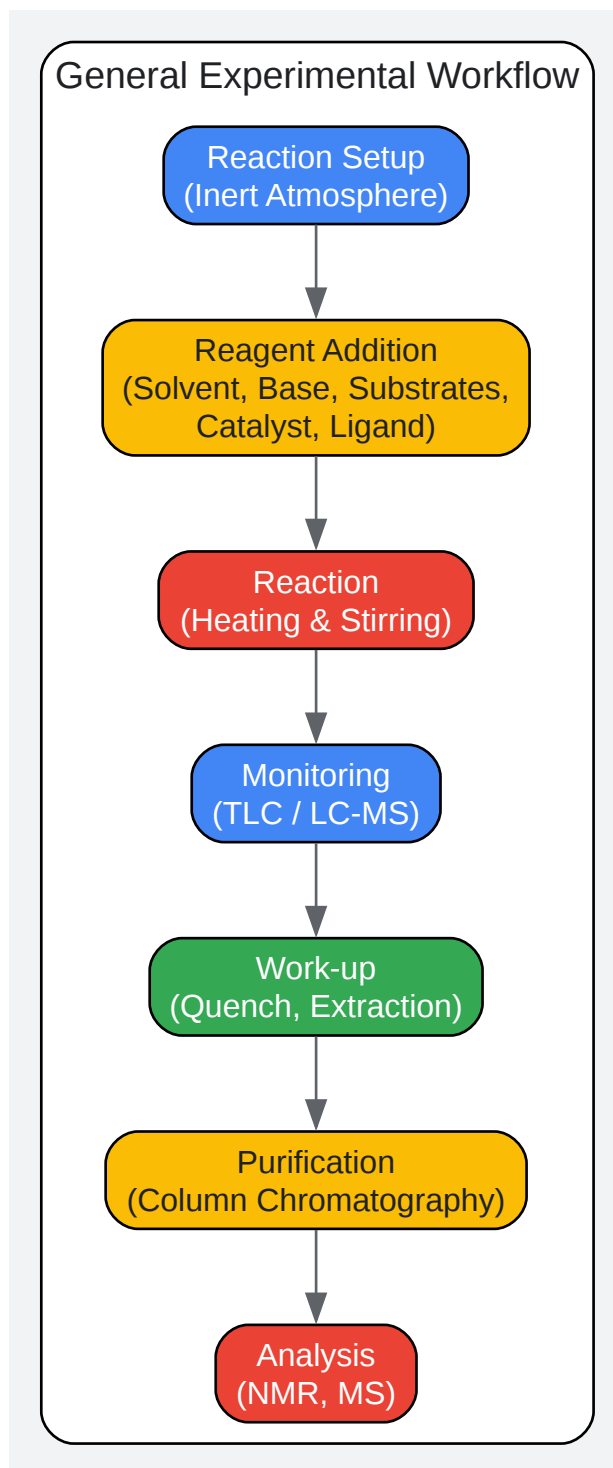 General Experimental Workflow
Reaction Setup
(Inert Atmosphere)
Reagent Addition
(Solvent, Base, Substrates,
Catalyst, Ligand)
Reaction
(Heating & Stirring)
Monitoring
(TLC / LC-MS)
Work-up
(Quench, Extraction)
Purification
(Column Chromatography)
Analysis
(NMR, MS)